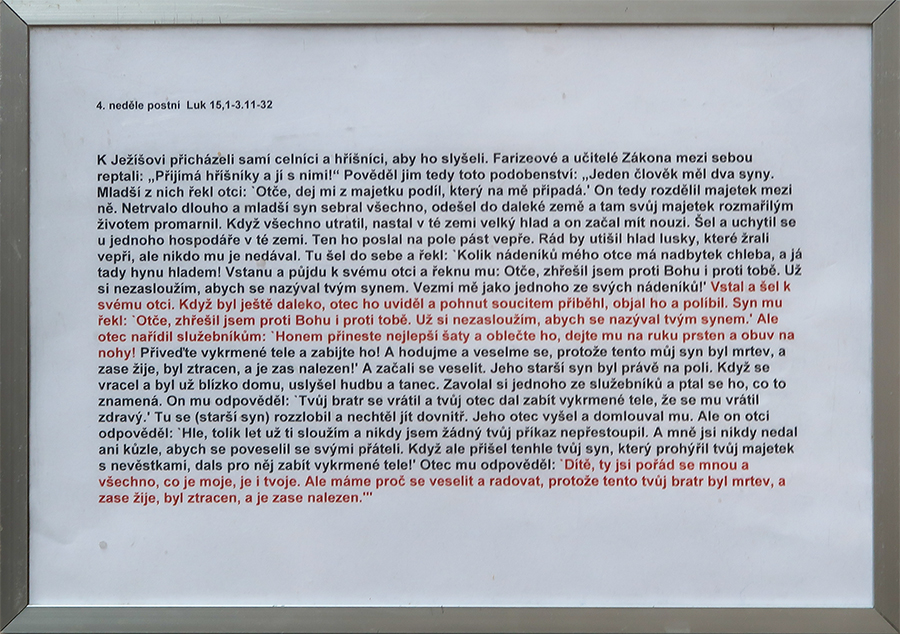 4. neděle postní  Luk 15,1-3.11-32
K Ježíšovi přicházeli samí celníci a hříšníci, aby ho slyšeli. Farizeové a učitelé Zákona mezi sebou
reptali: „Přijímá hříšníky a jí s nimi!“ Pověděl jim tedy toto podobenství: „Jeden člověk měl dva syny.
Mladší z nich řekl otci: `Otče, dej mi z majetku podíl, který na mě připadá.' On tedy rozdělil majetek mezi
ně. Netrvalo dlouho a mladší syn sebral všechno, odešel do daleké země a tam svůj majetek rozmařilým
životem promarnil. Když všechno utratil, nastal v té zemi velký hlad a on začal mít nouzi. Šel a uchytil se
u jednoho hospodáře v té zemi. Ten ho poslal na pole pást vepře. Rád by utišil hlad lusky, které žrali
vepři, ale nikdo mu je nedával. Tu šel do sebe a řekl: `Kolik nádeníků mého otce má nadbytek chleba, a já
tady hynu hladem! Vstanu a půjdu k svému otci a řeknu mu: Otče, zhřešil jsem proti Bohu i proti tobě. Už
si nezasloužím, abych se nazýval tvým synem. Vezmi mě jako jednoho ze svých nádeníků!' Vstal a šel k
svému otci. Když byl ještě daleko, otec ho uviděl a pohnut soucitem přiběhl, objal ho a políbil. Syn mu
řekl: `Otče, zhřešil jsem proti Bohu i proti tobě. Už si nezasloužím, abych se nazýval tvým synem.' Ale
otec nařídil služebníkům: `Honem přineste nejlepší šaty a oblečte ho, dejte mu na ruku prsten a obuv na
nohy! Přiveďte vykrmené tele a zabijte ho! A hodujme a veselme se, protože tento můj syn byl mrtev, a
zase žije, byl ztracen, a je zas nalezen!' A začali se veselit. Jeho starší syn byl právě na poli. Když se
vracel a byl už blízko domu, uslyšel hudbu a tanec. Zavolal si jednoho ze služebníků a ptal se ho, co to
znamená. On mu odpověděl: `Tvůj bratr se vrátil a tvůj otec dal zabít vykrmené tele, že se mu vrátil
zdravý.' Tu se (starší syn) rozzlobil a nechtěl jít dovnitř. Jeho otec vyšel a domlouval mu. Ale on otci
odpověděl: `Hle, tolik let už ti sloužím a nikdy jsem žádný tvůj příkaz nepřestoupil. A mně jsi nikdy nedal
ani kůzle, abych se poveselil se svými přáteli. Když ale přišel tenhle tvůj syn, který prohýřil tvůj majetek
s nevěstkami, dals pro něj zabít vykrmené tele!' Otec mu odpověděl: `Dítě, ty jsi pořád se mnou a
všechno, co je moje, je i tvoje. Ale máme proč se veselit a radovat, protože tento tvůj bratr byl mrtev, a
zase žije, byl ztracen, a je zase nalezen.'"